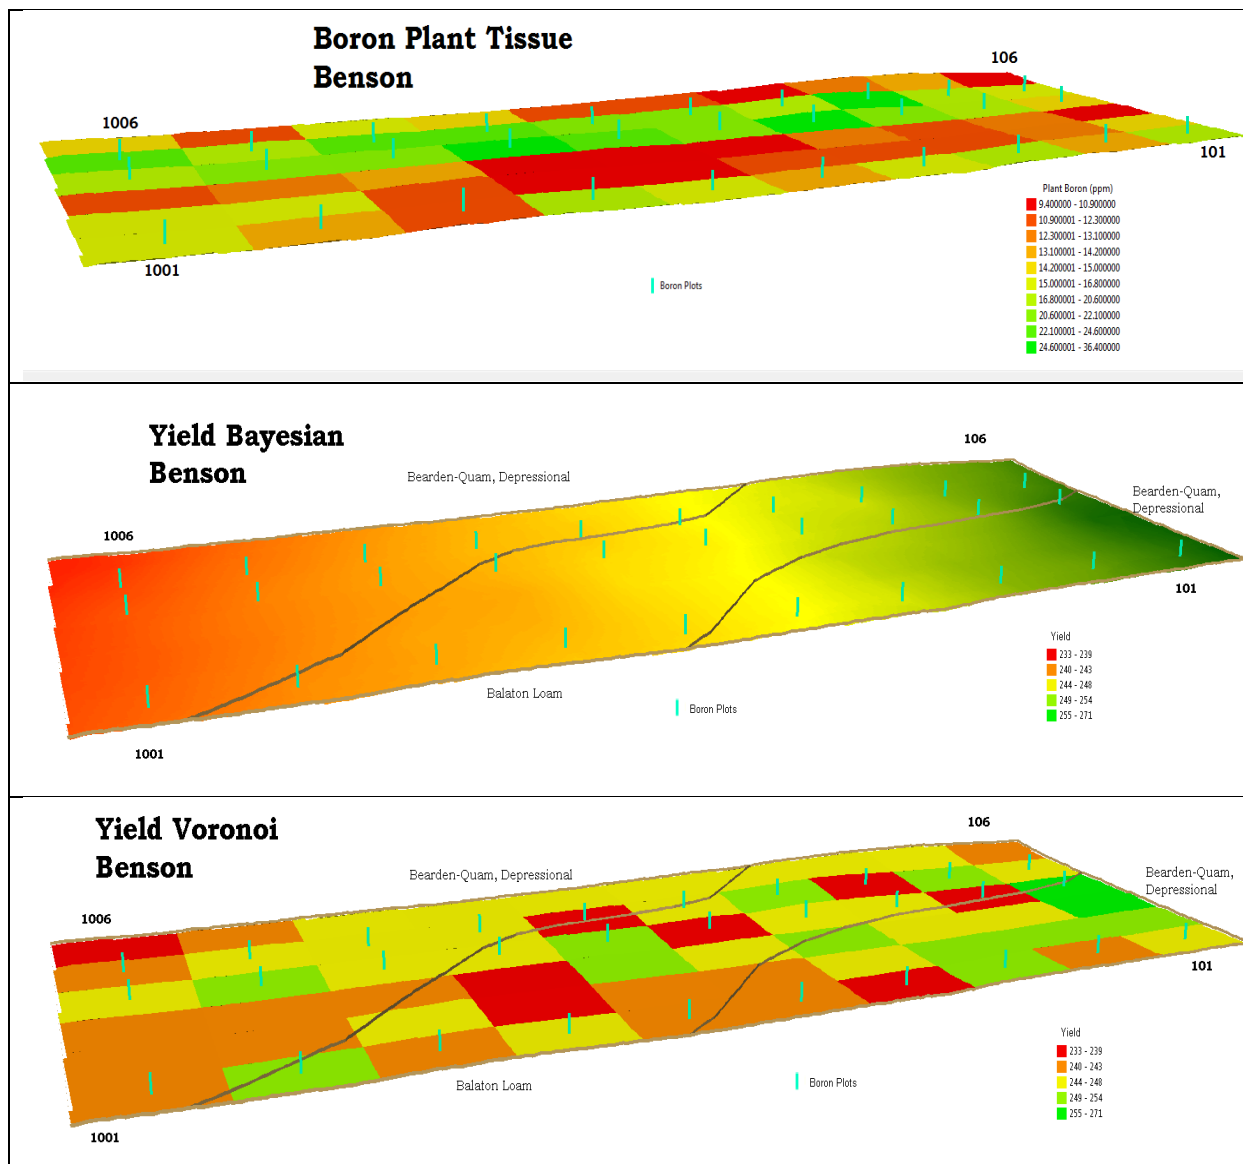 Boron Plant Tissue
Benson
106
1006
101
1001
Plant Boron (ppm)
9.400000 - 10.900000
10.900001 - 12.300000
12.300001 - 13.100000
13.100001 - 14.200000
14.200001 - 15.000000
15.000001 - 16.800000
16.800001 - 20.600000
20.600001 - 22.100000
22.100001 - 24.600000
24.600001 - 36.400000
Boron Plots
Yield Bayesian
Benson
106
Bearden-Quam, Depressional
Bearden-Quam,
Depressional
1006
101
Yield
233 - 239
240 - 243
244 - 248
249 - 254
255 - 271
Balaton Loam
Boron Plots
1001
Yield Voronoi
Benson
106
Bearden-Quam, Depressional
Bearden-Quam,
Depressional
1006
101
Yield
233 - 239
240 - 243
244 - 248
249 - 254
255 - 271
Balaton Loam
Boron Plots
1001